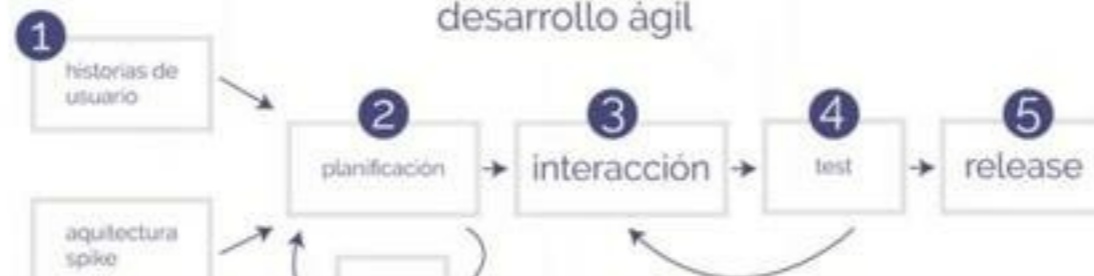 desarrollo ágil
1
historias de
usuario
2
planificación
3
interacción
4
test
5
release
aquitectura
spike